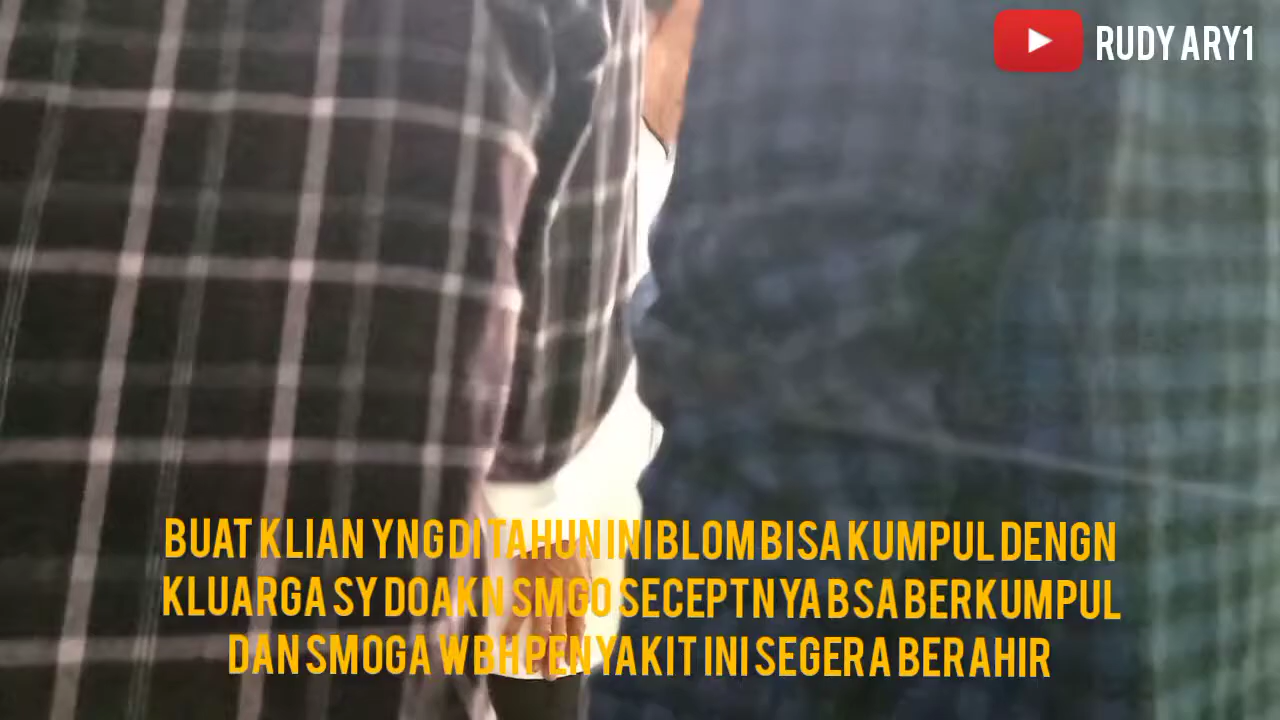 RUDY ARY1
BUAT KLIAN YNG DI TAHUN INI BLOM BISA KUMPUL DENGN
KLUARGA SY DOAKN SMGO SECEPTNYA BSA BERKUMPUL
DAN SMOGA WBH PENYAKIT INI SEGERA BERAHIR